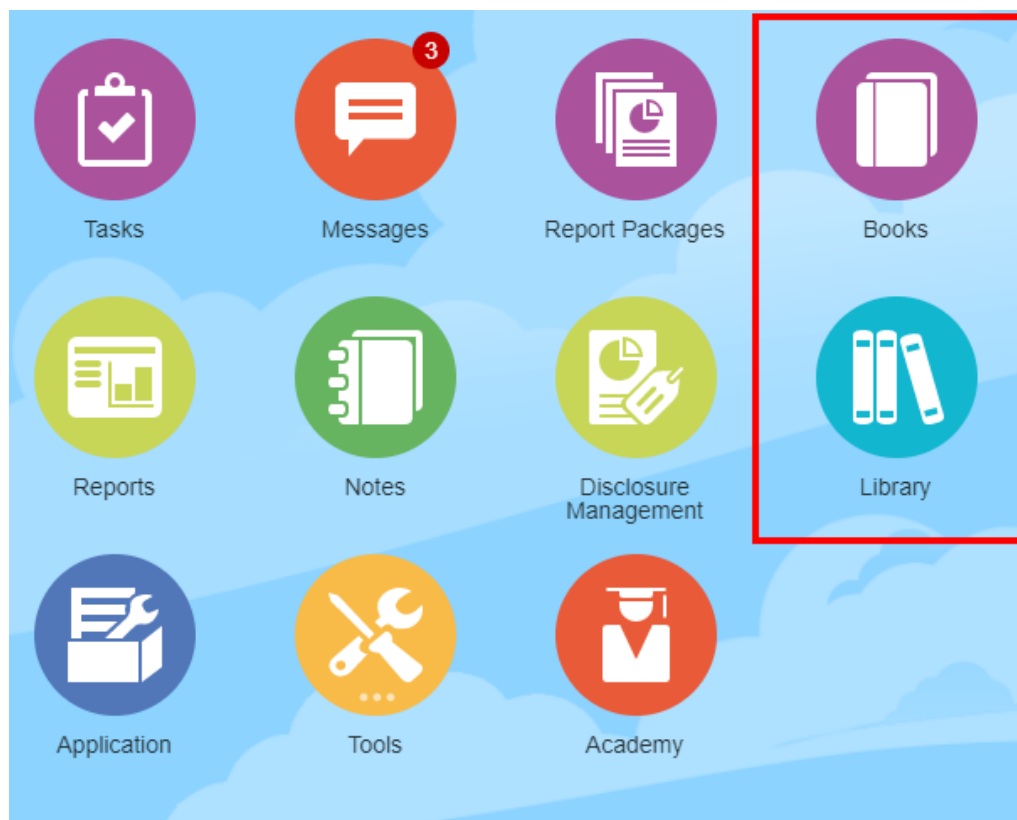 3
Tasks
Messages
Report Packages
Books
Reports
Notes
Disclosure
Management
Library
Application
Tools
Academy